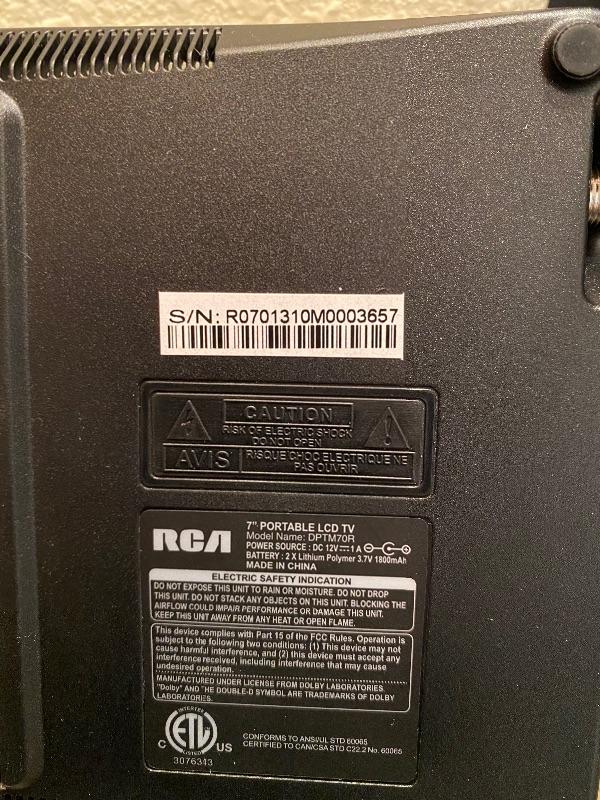 S/N: R0701310M0003657
CAUTION
RISK OF ELECTRIC SHOCK
DO NOT OPEN
AVIS
RISQUE CHOC ELECTRIQUE NE
PAS OUVRIR
RCA
7" PORTABLE LCD TV
Model Name: DPTM70R
POWER SOURCE : DC 12V 1 A
BATTERY : 2 X Lithium Polymer 3.7V 1800mAh
MADE IN CHINA
ELECTRIC SAFETY INDICATION
DO NOT EXPOSE THIS UNIT TO RAIN OR MOISTURE. DO NOT DROP
THIS UNIT. DO NOT STACK ANY OBJECTS ON THIS UNIT. BLOCKING THE
AIRFLOW COULD IMPAIR PERFORMANCE OR DAMAGE THIS UNIT.
KEEP THIS UNIT AWAY FROM ANY HEAT OR OPEN FLAME.
This device complies with Part 15 of the FCC Rules. Operation is
subject to the following two conditions: (1) This device may not
cause harmful interference, and (2) this device must accept any
interference received, including interference that may cause
undesired operation.
MANUFACTURED UNDER LICENSE FROM DOLBY LABORATORIES.
"Dolby" AND THE DOUBLE-D SYMBOL ARE TRADEMARKS OF DOLBY
LABORATORIES.
INTERTEK
C ETL US
LISTED
3076343
CONFORMS TO ANSI/UL STD 60065
CERTIFIED TO CAN/CSA STD C22.2 No. 60065